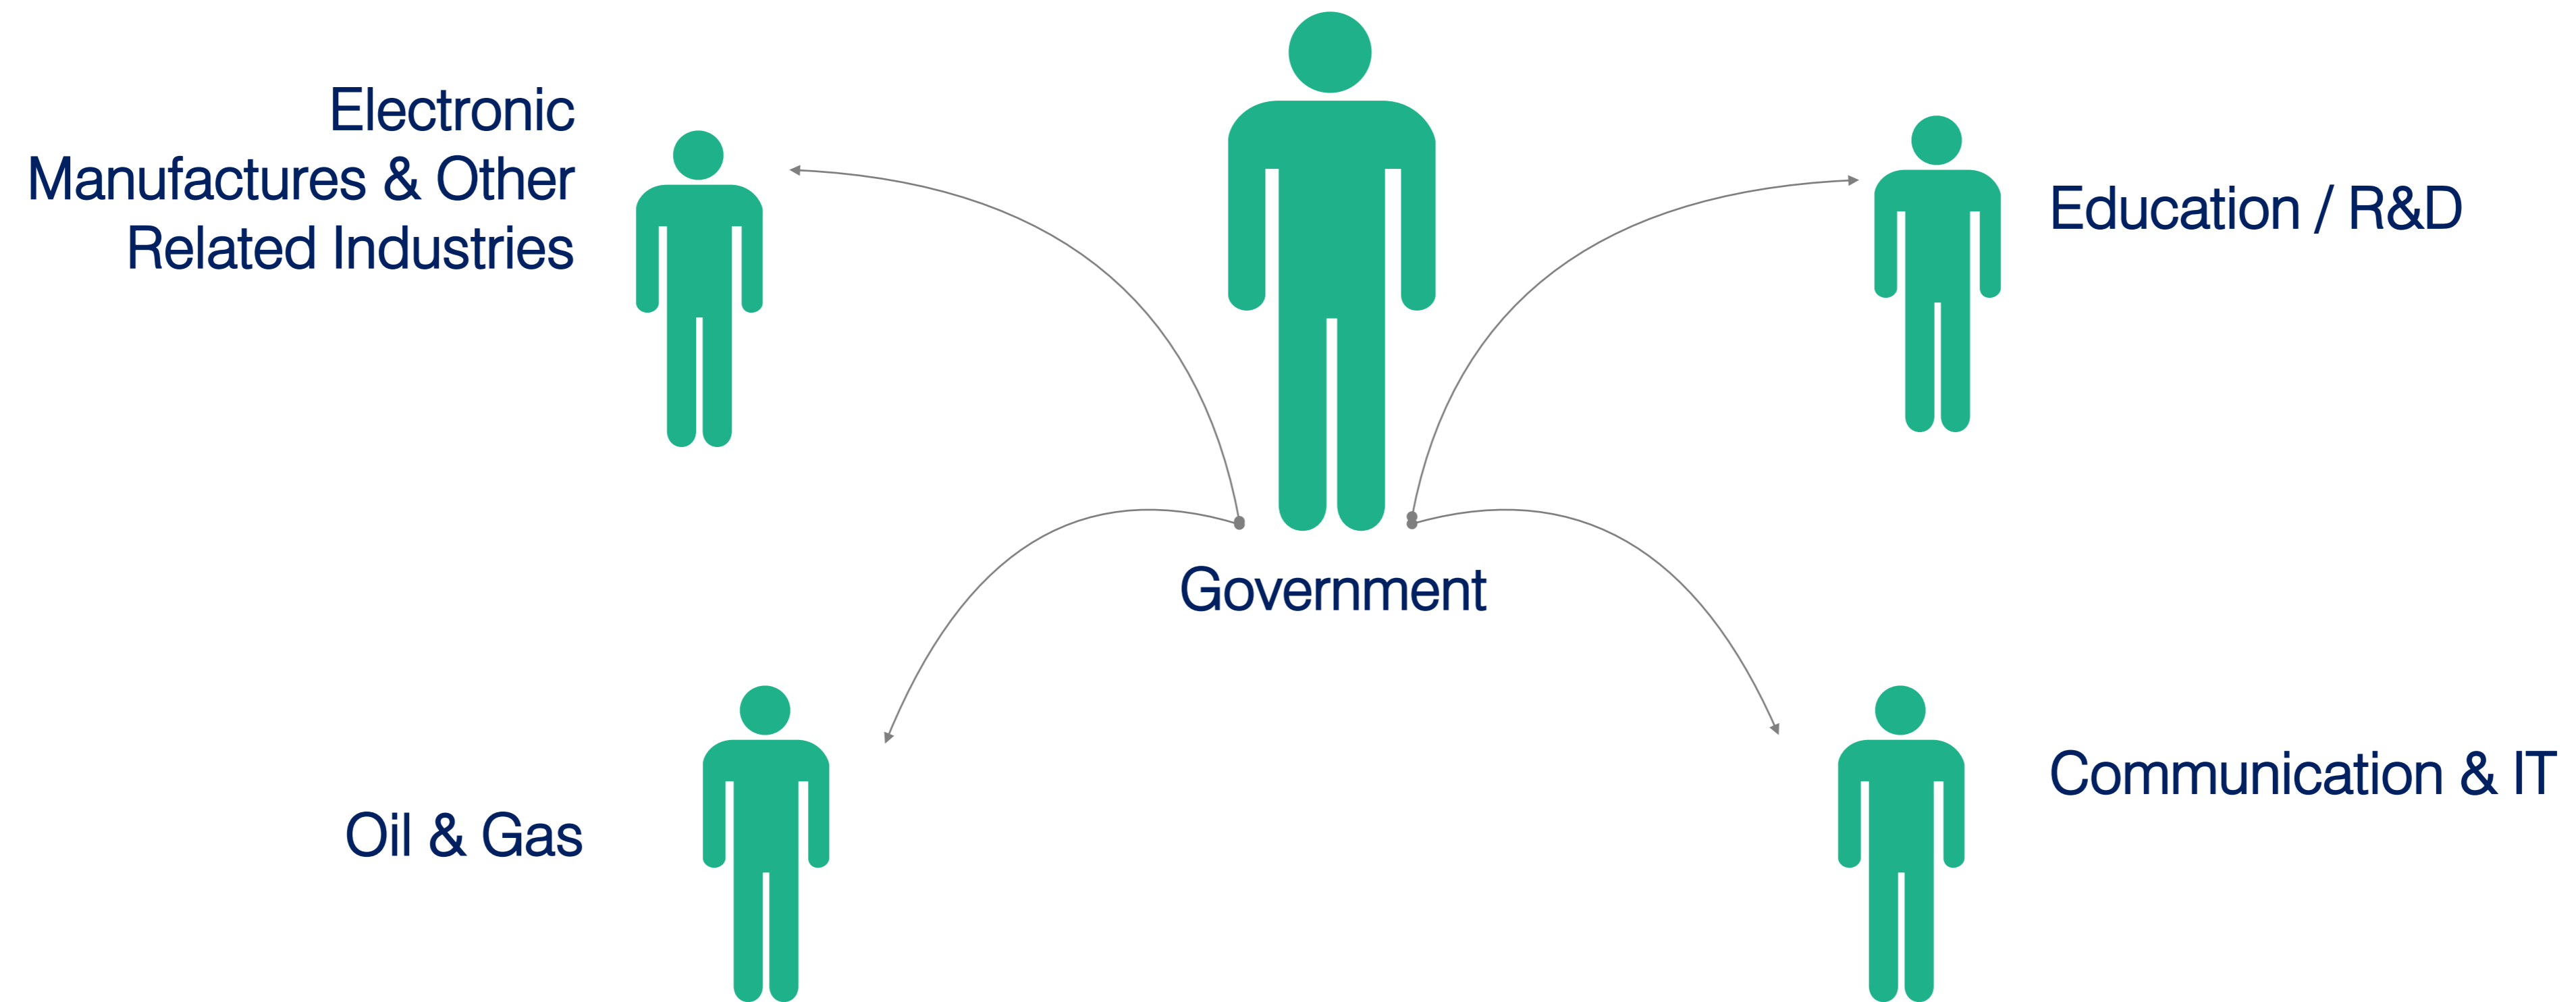 Electronic
Manufactures & Other
Related Industries
Education / R&D
Government
Oil & Gas
Communication & IT